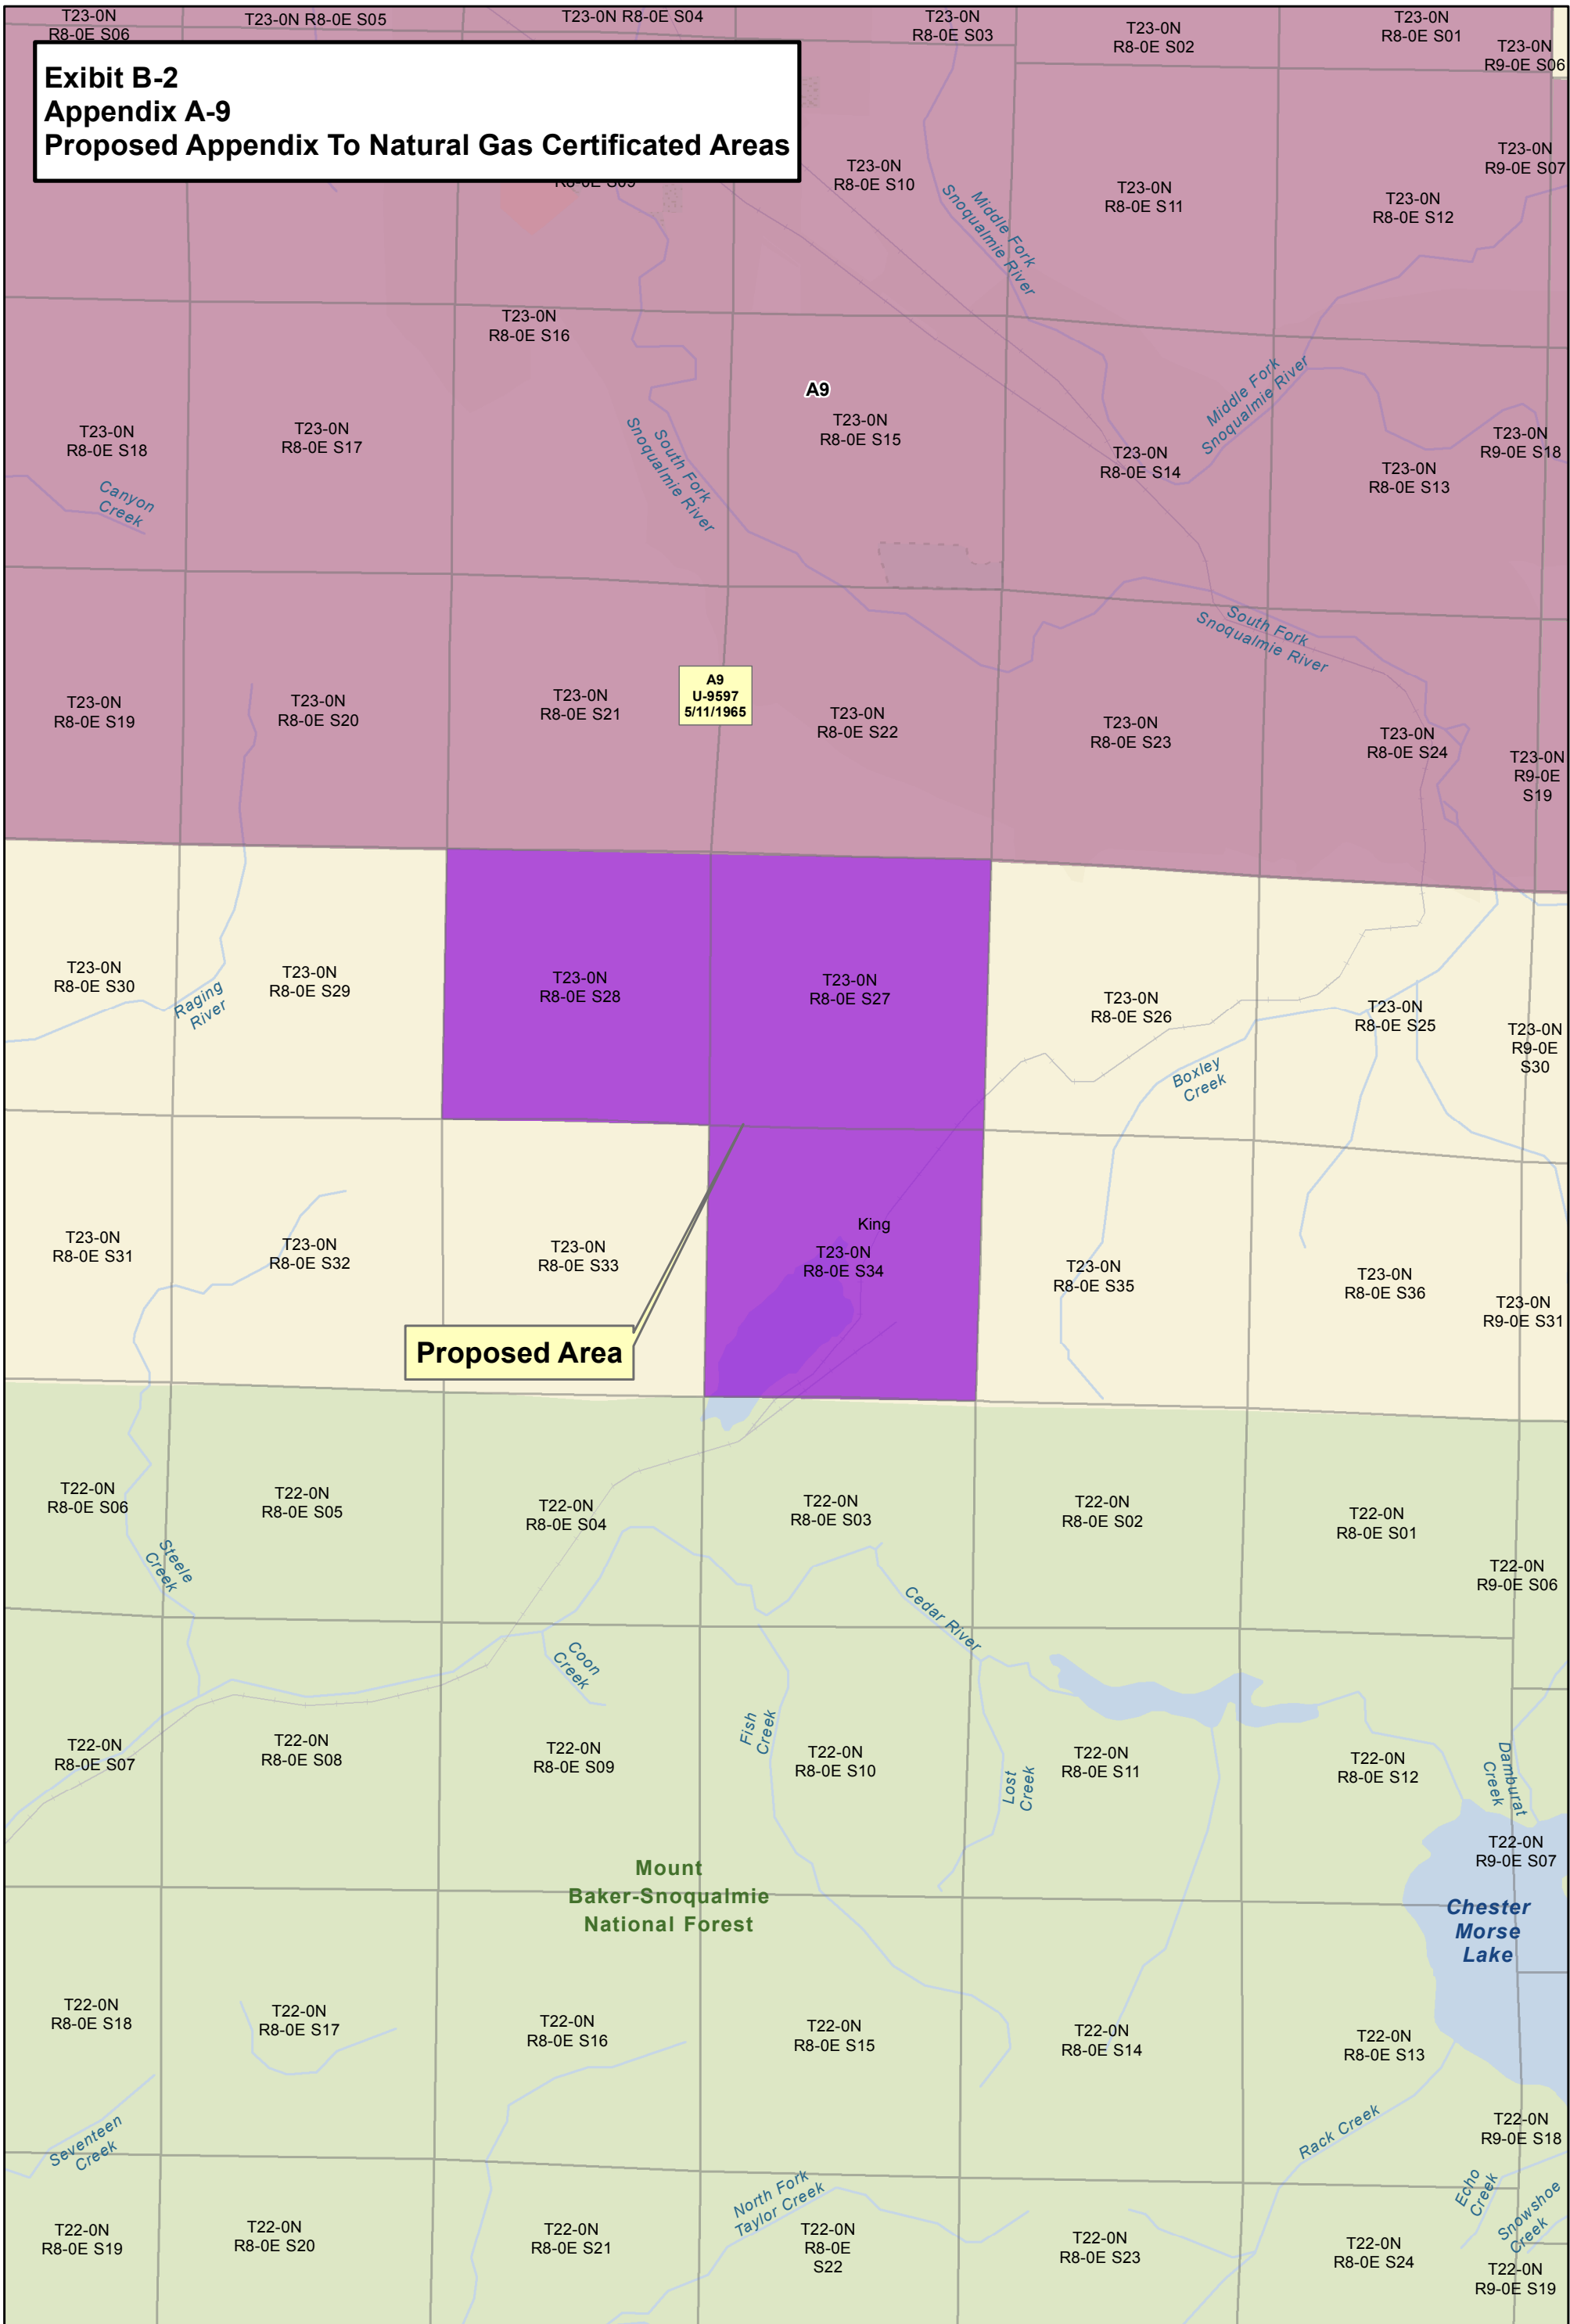 T23-0N
R8-0E S06
T23-0N R8-0E S05
T23-0N R8-0E S04
T23-0N
R8-0E S03
T23-0N
R8-0E S02
T23-0N
R8-0E S01
T23-0N
R9-0E S06
Exibit B-2
Appendix A-9
Proposed Appendix To Natural Gas Certificated Areas
R8-0E S09
T23-0N
R8-0E S10
T23-0N
R8-0E S11
T23-0N
R8-0E S12
T23-0N
R9-0E S07
Middle Fork
Snoqualmie River
T23-0N
R8-0E S16
A9
T23-0N
R8-0E S18
T23-0N
R8-0E S17
T23-0N
R8-0E S15
T23-0N
R8-0E S14
T23-0N
R8-0E S13
T23-0N
R9-0E S18
Middle Fork
Snoqualmie River
South Fork
Snoqualmie River
Canyon
Creek
South Fork
Snoqualmie River
T23-0N
R8-0E S19
T23-0N
R8-0E S20
T23-0N
R8-0E S21
A9
U-9597
5/11/1965
T23-0N
R8-0E S22
T23-0N
R8-0E S23
T23-0N
R8-0E S24
T23-0N
R9-0E
S19
T23-0N
R8-0E S30
Raging
River
T23-0N
R8-0E S29
T23-0N
R8-0E S28
T23-0N
R8-0E S27
T23-0N
R8-0E S26
T23-0N
R8-0E S25
T23-0N
R9-0E
S30
Boxley
Creek
T23-0N
R8-0E S31
T23-0N
R8-0E S32
T23-0N
R8-0E S33
King
T23-0N
R8-0E S34
T23-0N
R8-0E S35
T23-0N
R8-0E S36
T23-0N
R9-0E S31
Proposed Area
T22-0N
R8-0E S06
T22-0N
R8-0E S05
T22-0N
R8-0E S04
T22-0N
R8-0E S03
T22-0N
R8-0E S02
T22-0N
R8-0E S01
T22-0N
R9-0E S06
Steele
Creek
Cedar River
Coon
Creek
Fish
Creek
Lost
Creek
Damburat
Creek
T22-0N
R8-0E S07
T22-0N
R8-0E S08
T22-0N
R8-0E S09
T22-0N
R8-0E S10
T22-0N
R8-0E S11
T22-0N
R8-0E S12
T22-0N
R9-0E S07
Mount
Baker-Snoqualmie
National Forest
Chester
Morse
Lake
T22-0N
R8-0E S18
T22-0N
R8-0E S17
T22-0N
R8-0E S16
T22-0N
R8-0E S15
T22-0N
R8-0E S14
T22-0N
R8-0E S13
T22-0N
R9-0E S18
Seventeen
Creek
Rack Creek
Echo
Creek
Snowshoe
Creek
North Fork
Taylor Creek
T22-0N
R8-0E S19
T22-0N
R8-0E S20
T22-0N
R8-0E S21
T22-0N
R8-0E
S22
T22-0N
R8-0E S23
T22-0N
R8-0E S24
T22-0N
R9-0E S19